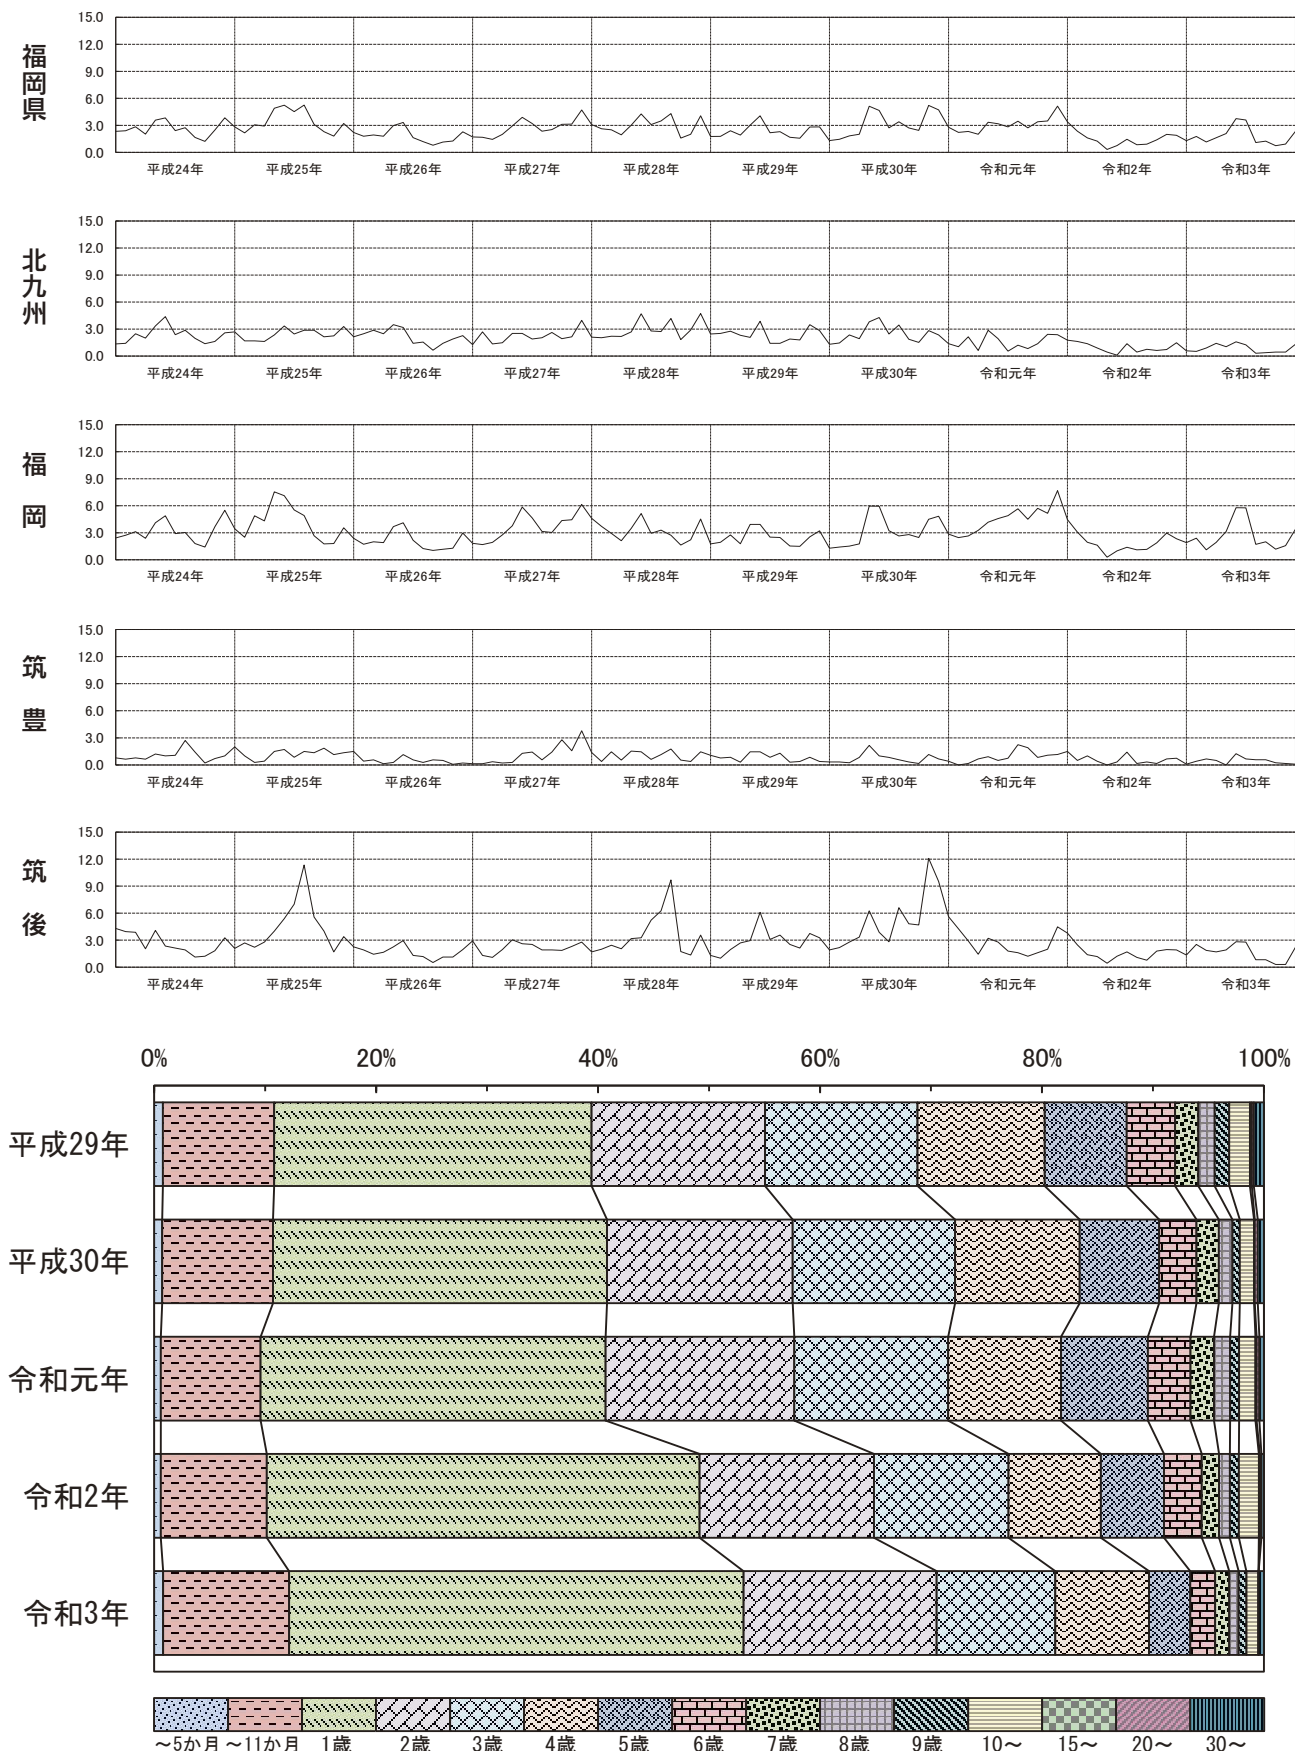 福岡県
15.0
12.0
9.0
6.0
3.0
0.0
平成24年 平成25年 平成26年 平成27年 平成28年 平成29年 平成30年 令和元年 令和2年 令和3年
北九州
15.0
12.0
9.0
6.0
3.0
0.0
平成24年 平成25年 平成26年 平成27年 平成28年 平成29年 平成30年 令和元年 令和2年 令和3年
福岡
15.0
12.0
9.0
6.0
3.0
0.0
平成24年 平成25年 平成26年 平成27年 平成28年 平成29年 平成30年 令和元年 令和2年 令和3年
筑豊
15.0
12.0
9.0
6.0
3.0
0.0
平成24年 平成25年 平成26年 平成27年 平成28年 平成29年 平成30年 令和元年 令和2年 令和3年
筑後
15.0
12.0
9.0
6.0
3.0
0.0
平成24年 平成25年 平成26年 平成27年 平成28年 平成29年 平成30年 令和元年 令和2年 令和3年
0% 20% 40% 60% 80% 100%
平成29年
平成30年
令和元年
令和2年
令和3年
～5か月 ～11か月 1歳 2歳 3歳 4歳 5歳 6歳 7歳 8歳 9歳 10～ 15～ 20～ 30～